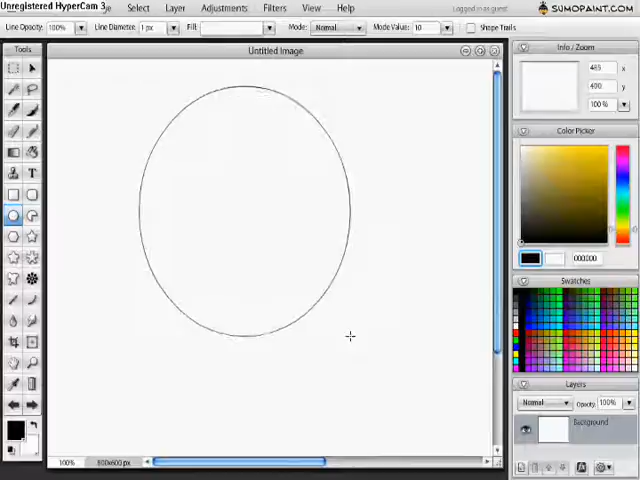 Unregistered HyperCam 3
Select
Layer
Adjustments
Filters
View
Help
Logged in as guest
SUMOPAINT.COM
Line Opacity: 100%
Line Diameter: 1 px
Fill:
Mode: Normal
Mode Value: 10
Shape Trails
Tools
Untitled Image
Info / Zoom
485 x
400 y
100 %
Color Picker
000000
Swatches
Layers
Normal
Opacity: 100%
Background
100%
800x600 px